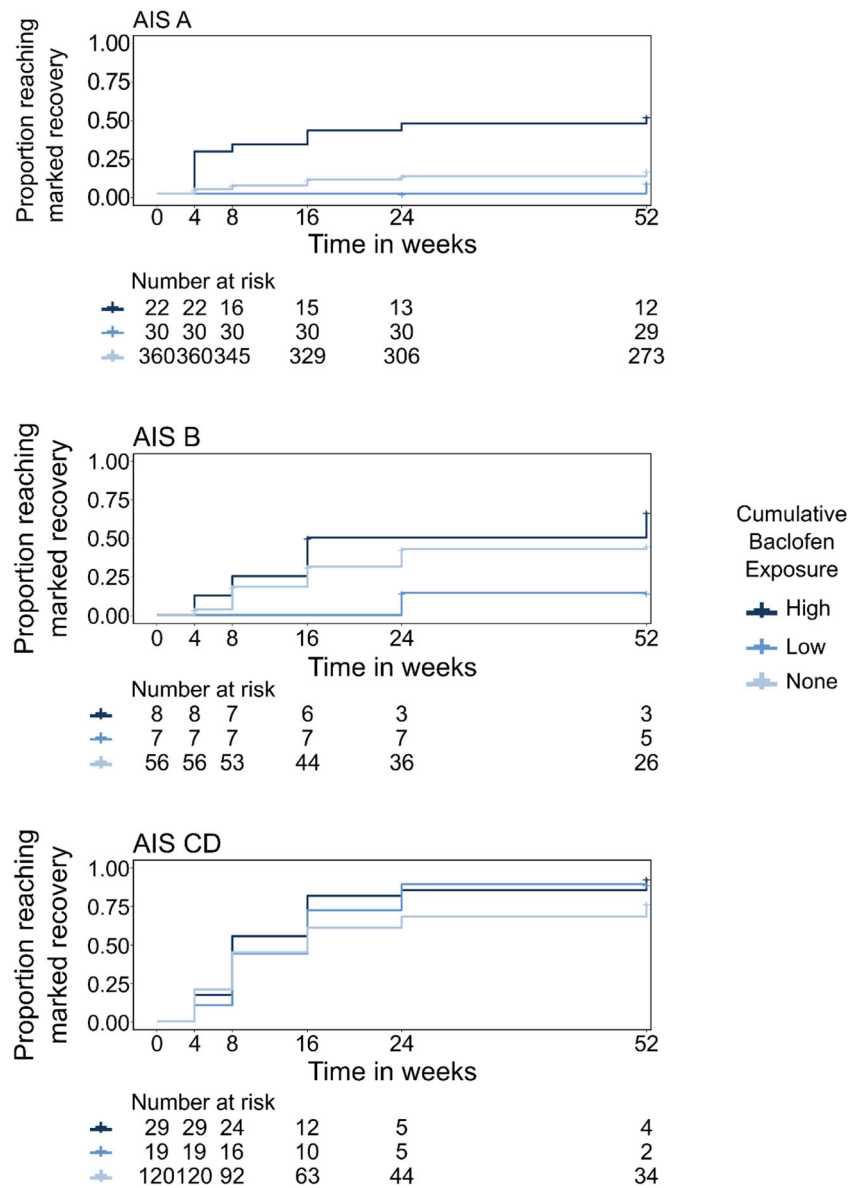 AIS A
Proportion reaching
marked recovery
1.00
0.75
0.50
0.25
0.00
0 4 8 16 24 52
Time in weeks
Number at risk
22 22 16 15 13 12
30 30 30 30 30 29
360 360 345 329 306 273
AIS B
Proportion reaching
marked recovery
1.00
0.75
0.50
0.25
0.00
0 4 8 16 24 52
Time in weeks
Number at risk
8 8 7 6 3 3
7 7 7 7 7 5
56 56 53 44 36 26
Cumulative
Baclofen
Exposure
High
Low
None
AIS CD
Proportion reaching
marked recovery
1.00
0.75
0.50
0.25
0.00
0 4 8 16 24 52
Time in weeks
Number at risk
29 29 24 12 5 4
19 19 16 10 5 2
120 120 92 63 44 34